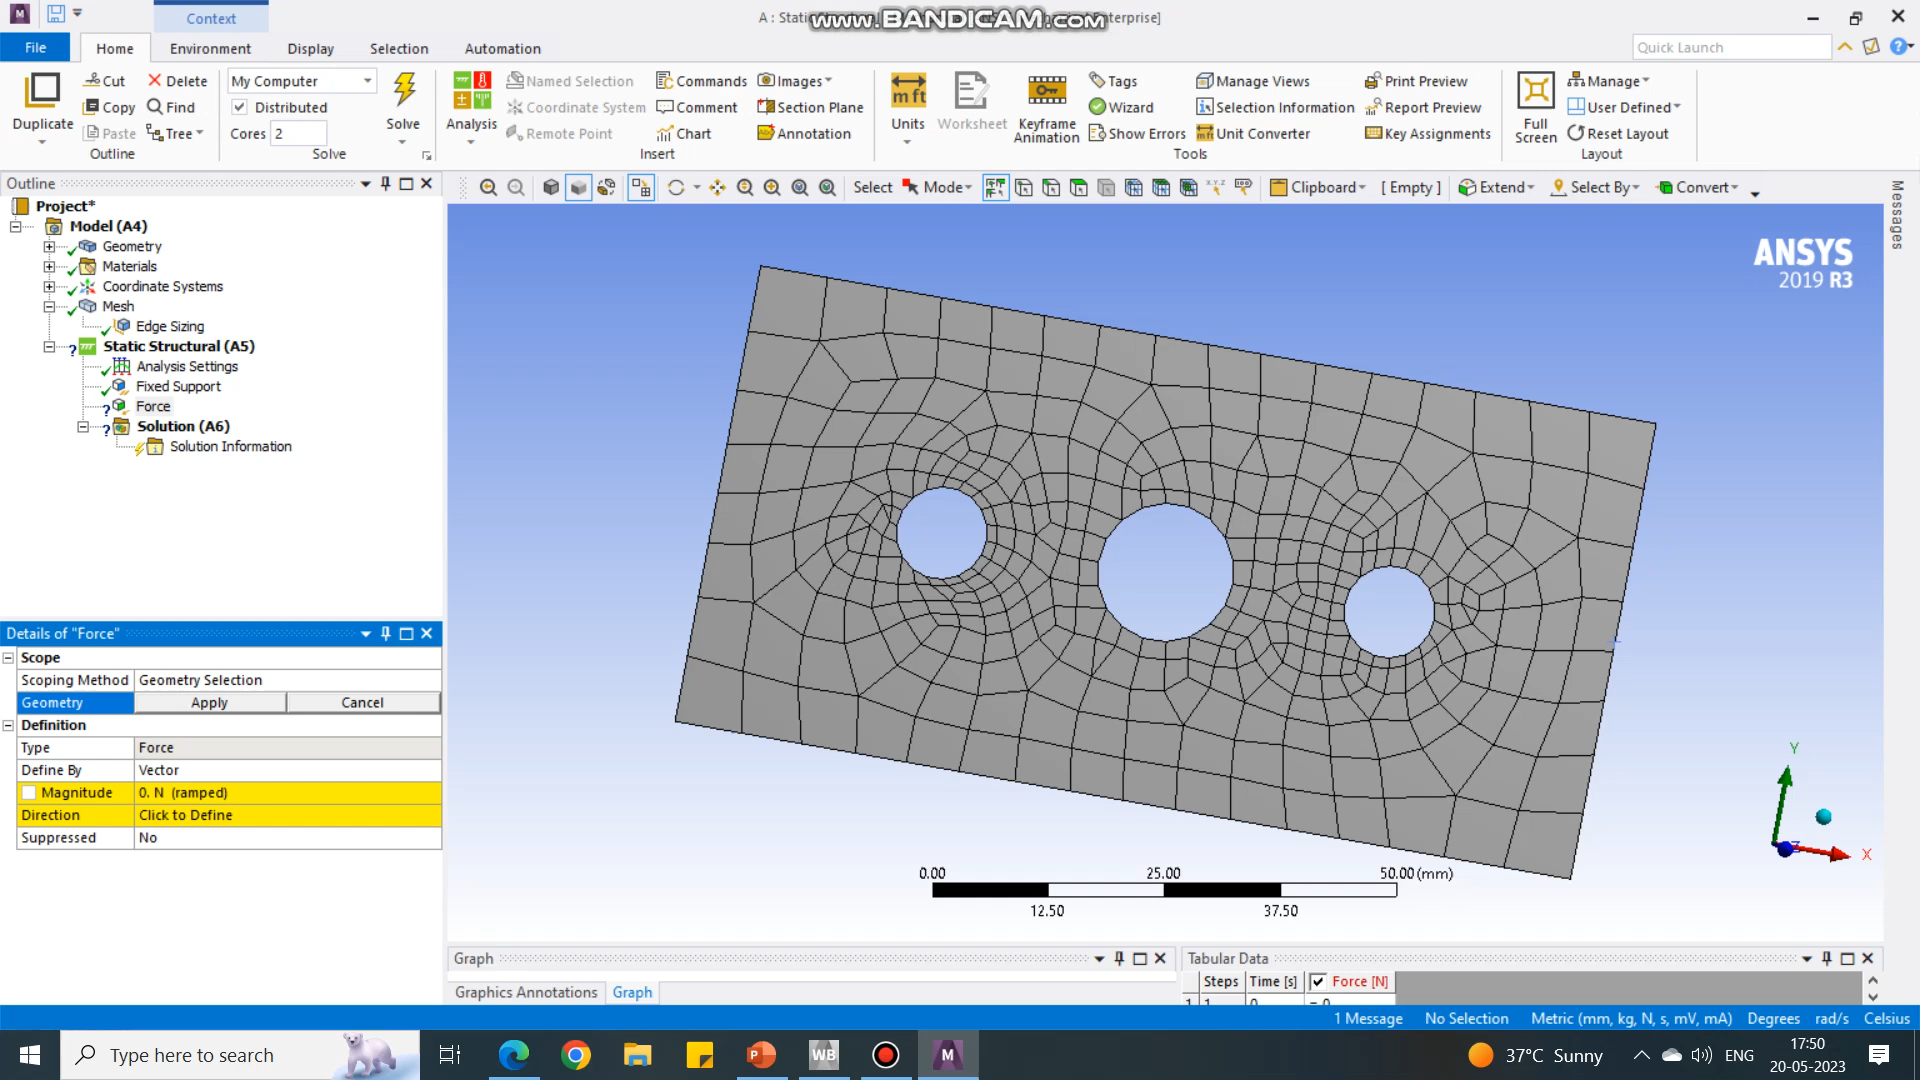 Context
A : Stati
www.BANDICAM.com
Enterprise]
File
Home
Environment
Display
Selection
Automation
Quick Launch
Duplicate
Cut
Copy
Paste
Delete
Find
Tree
Outline
My Computer
Distributed
Cores 2
Solve
Solve
Analysis
Named Selection
Coordinate System
Remote Point
Commands
Comment
Chart
Images
Section Plane
Annotation
Insert
Units
Worksheet
Keyframe
Animation
Tags
Wizard
Show Errors
Manage Views
Selection Information
Unit Converter
Print Preview
Report Preview
Key Assignments
Tools
Full
Screen
Manage
User Defined
Reset Layout
Layout
Outline
Select
Mode
Clipboard
[ Empty ]
Extend
Select By
Convert
Messages
Project*
Model (A4)
Geometry
Materials
Coordinate Systems
Mesh
Edge Sizing
Static Structural (A5)
Analysis Settings
Fixed Support
Force
Solution (A6)
Solution Information
ANSYS
2019 R3
Details of "Force"
Scope
Scoping Method Geometry Selection
Geometry Apply Cancel
Definition
Type Force
Define By Vector
Magnitude 0. N (ramped)
Direction Click to Define
Suppressed No
Y
X
Z
0.00 25.00 50.00 (mm)
12.50 37.50
Graph
Graphics Annotations Graph
Tabular Data
Steps Time [s] Force [N]
1 1 0. = 0.
1 Message No Selection Metric (mm, kg, N, s, mV, mA) Degrees rad/s Celsius
Type here to search
WB
M
37°C Sunny
ENG
17:50
20-05-2023